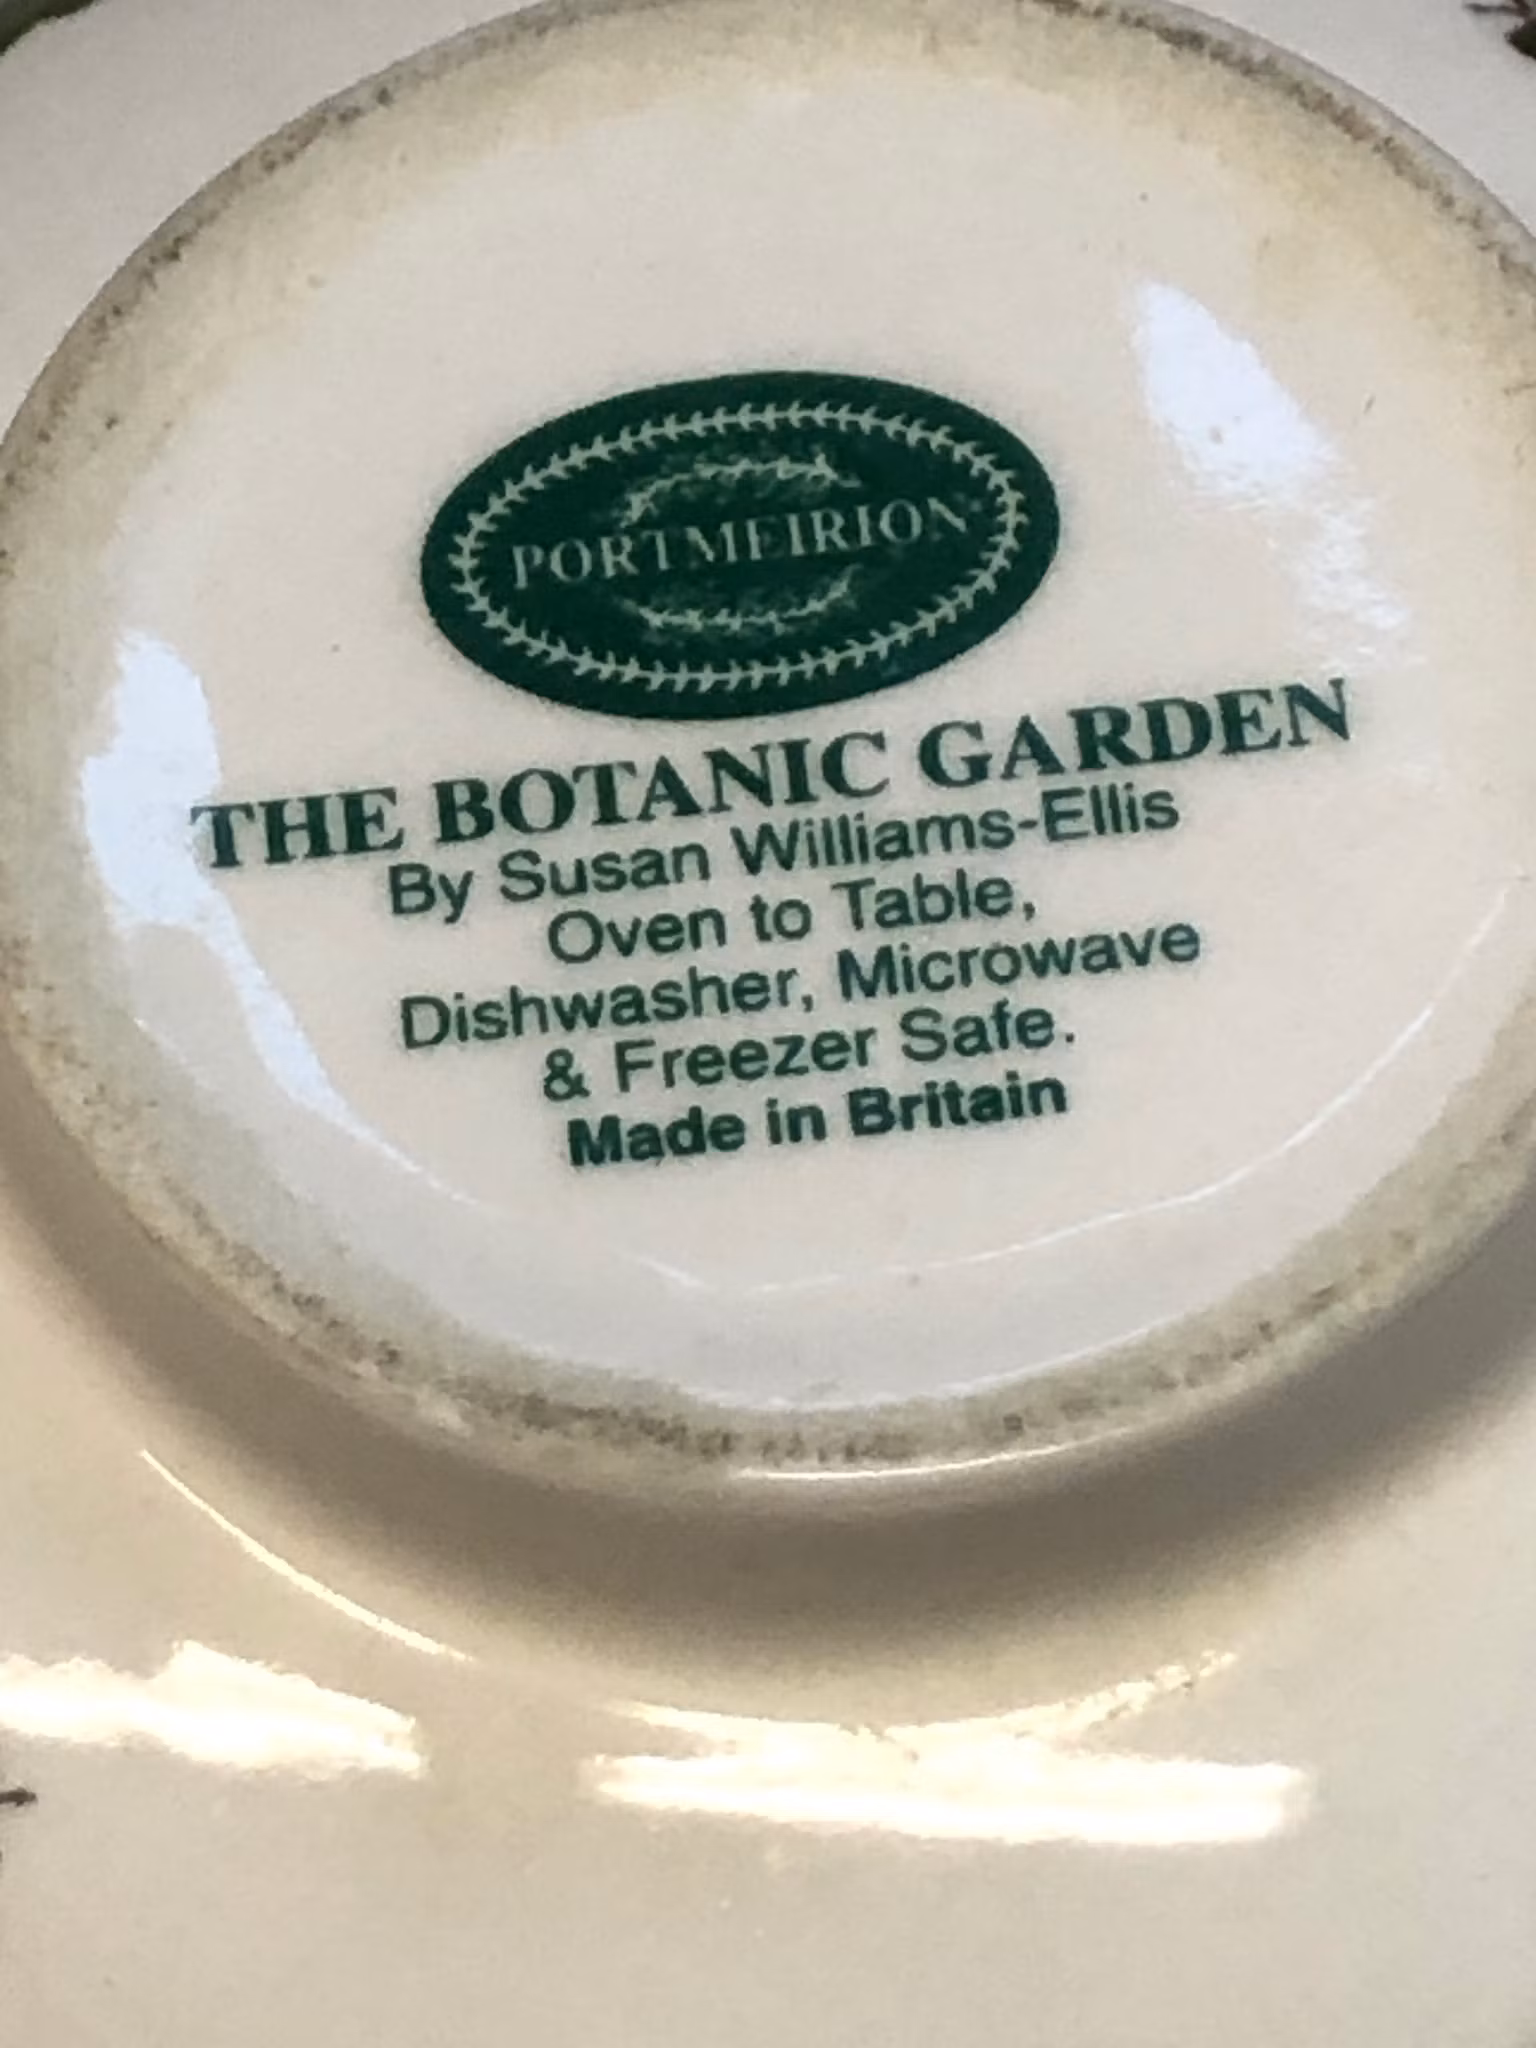 PORTMEIRION
THE BOTANIC GARDEN
By Susan Williams-Ellis
Oven to Table,
Dishwasher, Microwave
& Freezer Safe.
Made in Britain